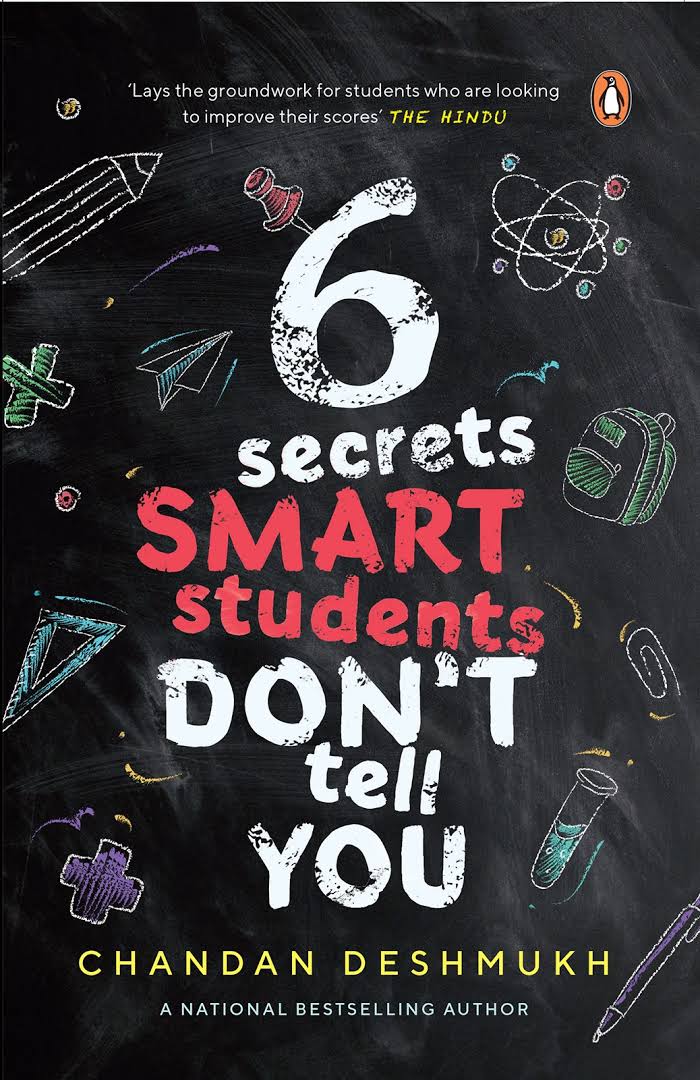 ‘Lays the groundwork for students who are looking
to improve their scores’ THE HINDU
6
secrets
SMART
students
DON’T
tell
YOU
CHANDAN DESHMUKH
A NATIONAL BESTSELLING AUTHOR